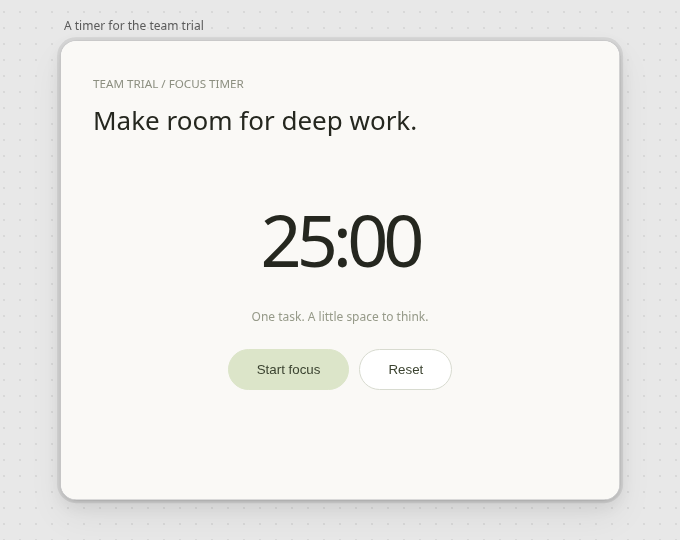 A timer for the team trial
TEAM TRIAL / FOCUS TIMER
Make room for deep work.
25:00
One task. A little space to think.
Start focus
Reset